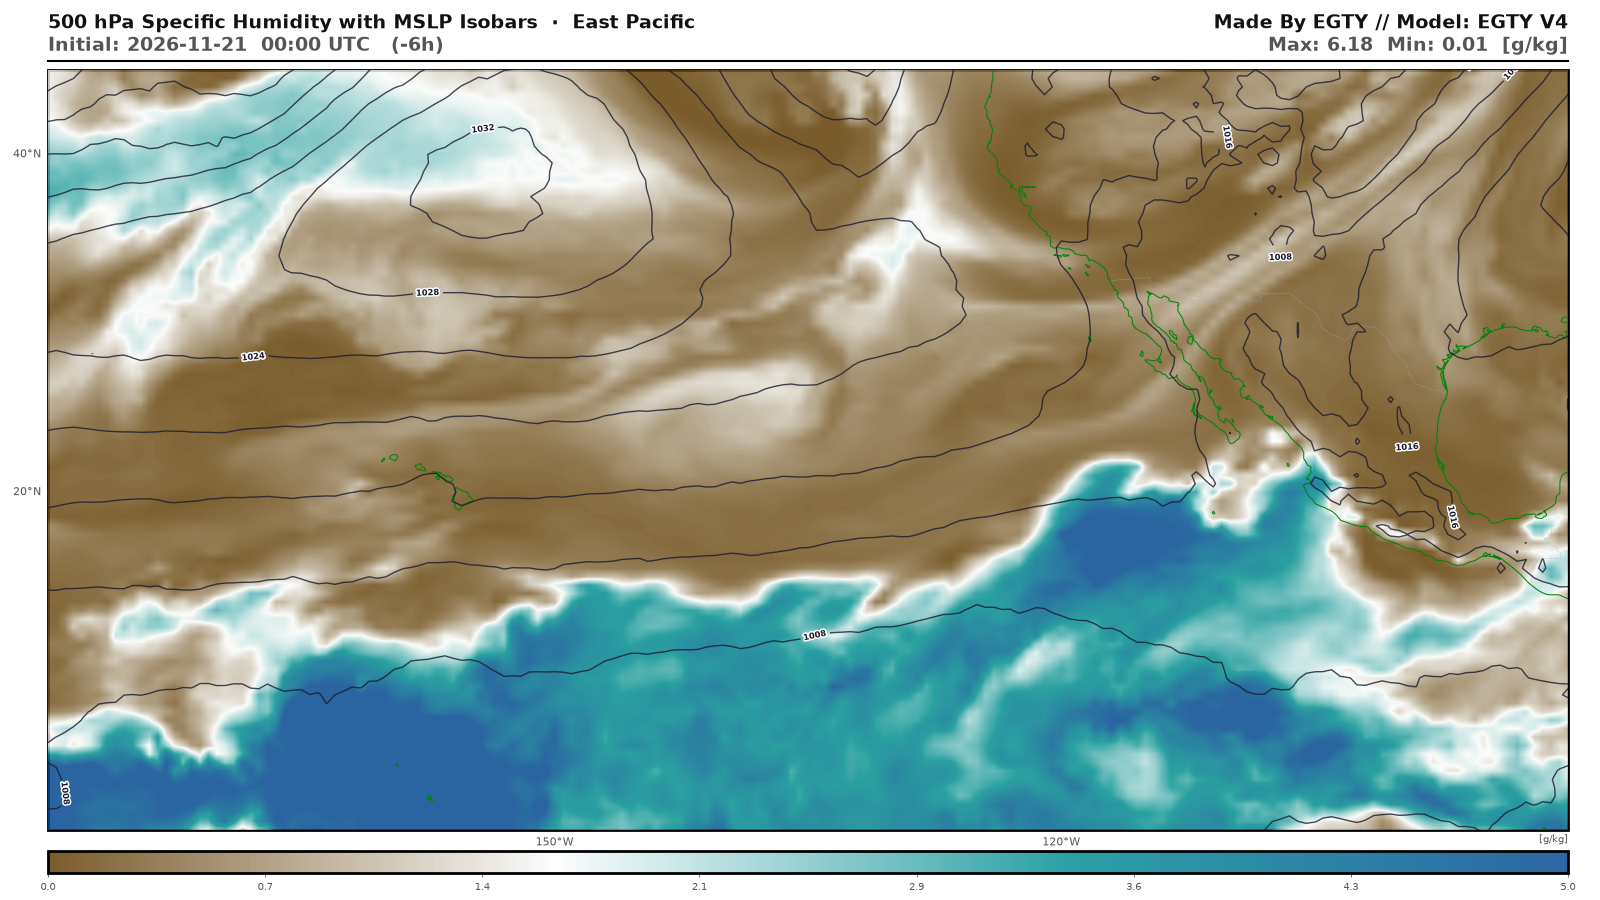 500 hPa Specific Humidity with MSLP Isobars · East Pacific
Made By EGTY // Model: EGTY V4
Initial: 2026-11-21 00:00 UTC (-6h)
Max: 6.18 Min: 0.01 [g/kg]
1032
1016
40°N
1008
1028
1024
1016
20°N
1016
1008
1008
150°W
120°W
[g/kg]
0.0 0.7 1.4 2.1 2.9 3.6 4.3 5.0